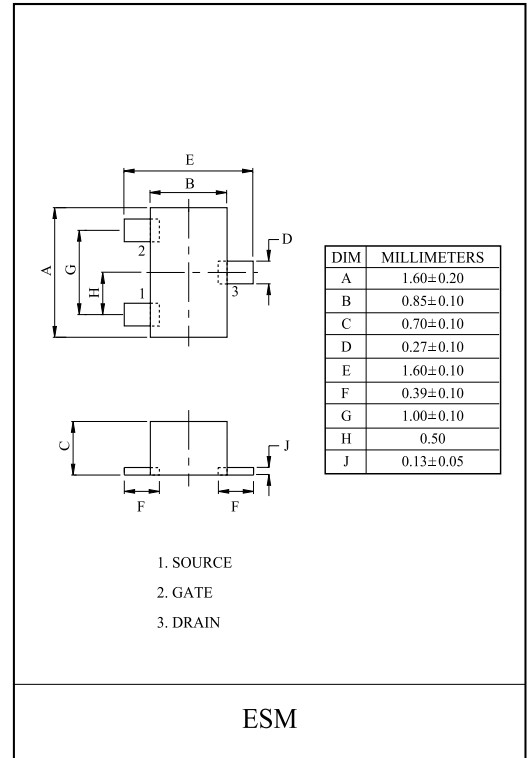 E
B
A
G
H
2
1
D
3
DIM MILLIMETERS
A 1.60±0.20
B 0.85±0.10
C 0.70±0.10
D 0.27±0.10
E 1.60±0.10
F 0.39±0.10
G 1.00±0.10
H 0.50
J 0.13±0.05
C
J
F F
1. SOURCE
2. GATE
3. DRAIN
ESM